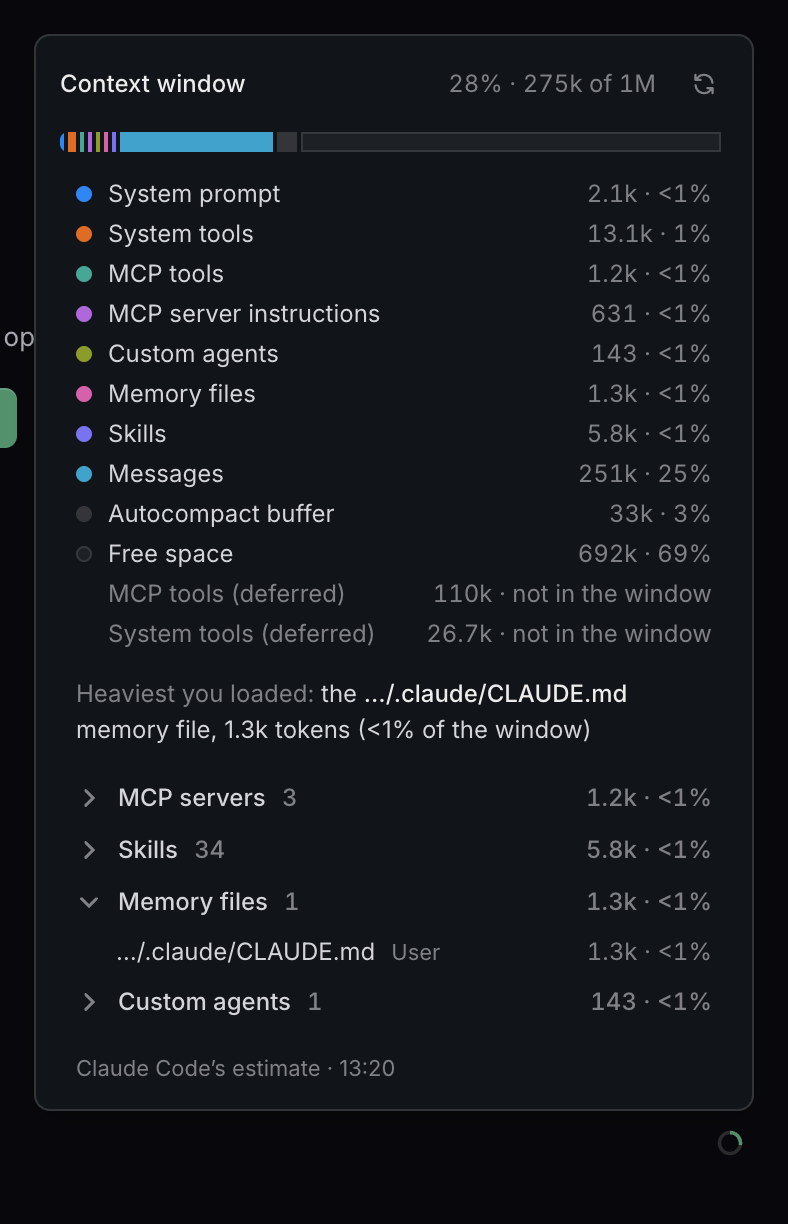 Context window 28% · 275k of 1M
System prompt 2.1k · <1%
System tools 13.1k · 1%
MCP tools 1.2k · <1%
MCP server instructions 631 · <1%
op
Custom agents 143 · <1%
Memory files 1.3k · <1%
Skills 5.8k · <1%
Messages 251k · 25%
Autocompact buffer 33k · 3%
Free space 692k · 69%
MCP tools (deferred) 110k · not in the window
System tools (deferred) 26.7k · not in the window
Heaviest you loaded: the .../.claude/CLAUDE.md
memory file, 1.3k tokens (<1% of the window)
MCP servers 3 1.2k · <1%
Skills 34 5.8k · <1%
Memory files 1 1.3k · <1%
.../.claude/CLAUDE.md User 1.3k · <1%
Custom agents 1 143 · <1%
Claude Code’s estimate · 13:20